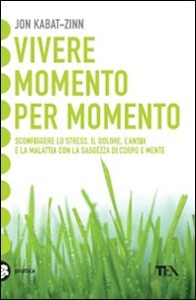 JON KABAT-ZINN
VIVERE
MOMENTO
PER MOMENTO
SCONFIGGERE LO STRESS, IL DOLORE, L'ANSIA
E LA MALATTIA CON LA SAGGEZZA DI CORPO E MENTE
pratica
TEA